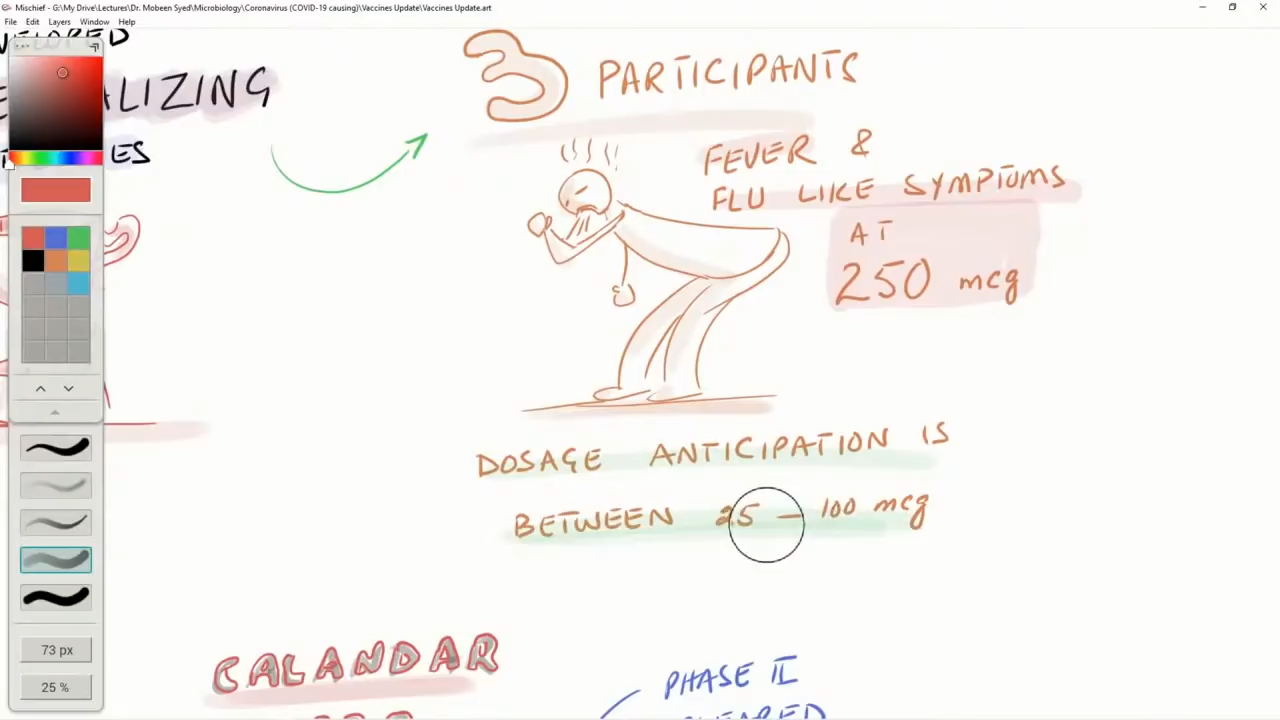 Mischief - G:\My Drive\Lectures\Dr. Mobeen Syed\Microbiology\Coronavirus (COVID-19 causing)\Vaccines Update\Vaccines Update.art
File Edit Layers Window Help
3 PARTICIPANTS
ALIZING
FEVER &
FLU LIKE SYMPTOMS
AT
250 mcg
DOSAGE ANTICIPATION IS
BETWEEN 25 - 100 mcg
CALANDAR
PHASE II
73 px
25 %